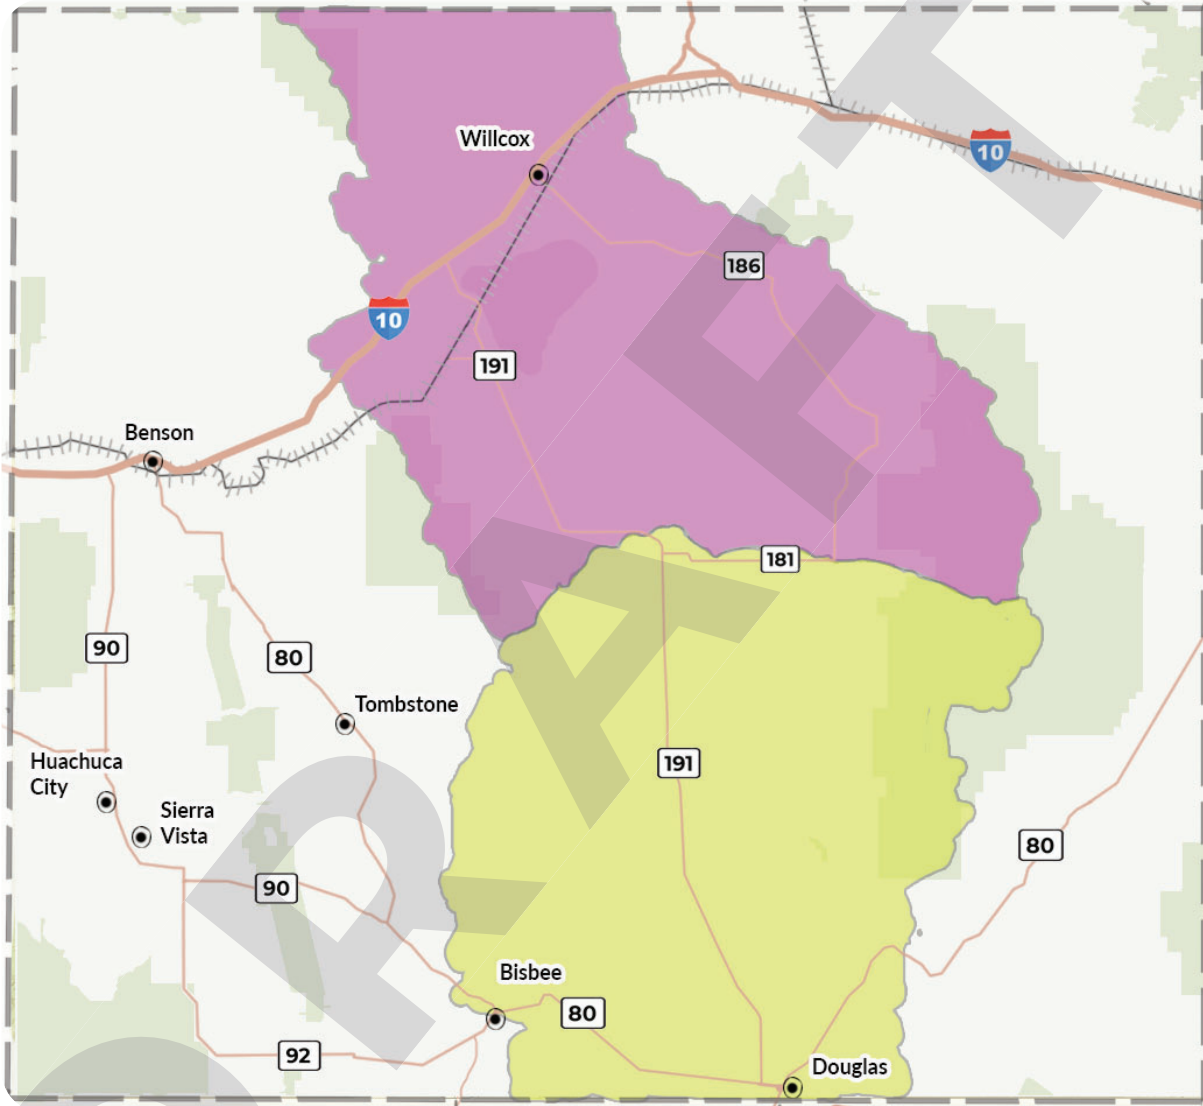 Willcox
10
186
10
191
Benson
181
90
80
Tombstone
191
Huachuca
City
Sierra
Vista
80
90
Bisbee
80
92
Douglas
DRAFT